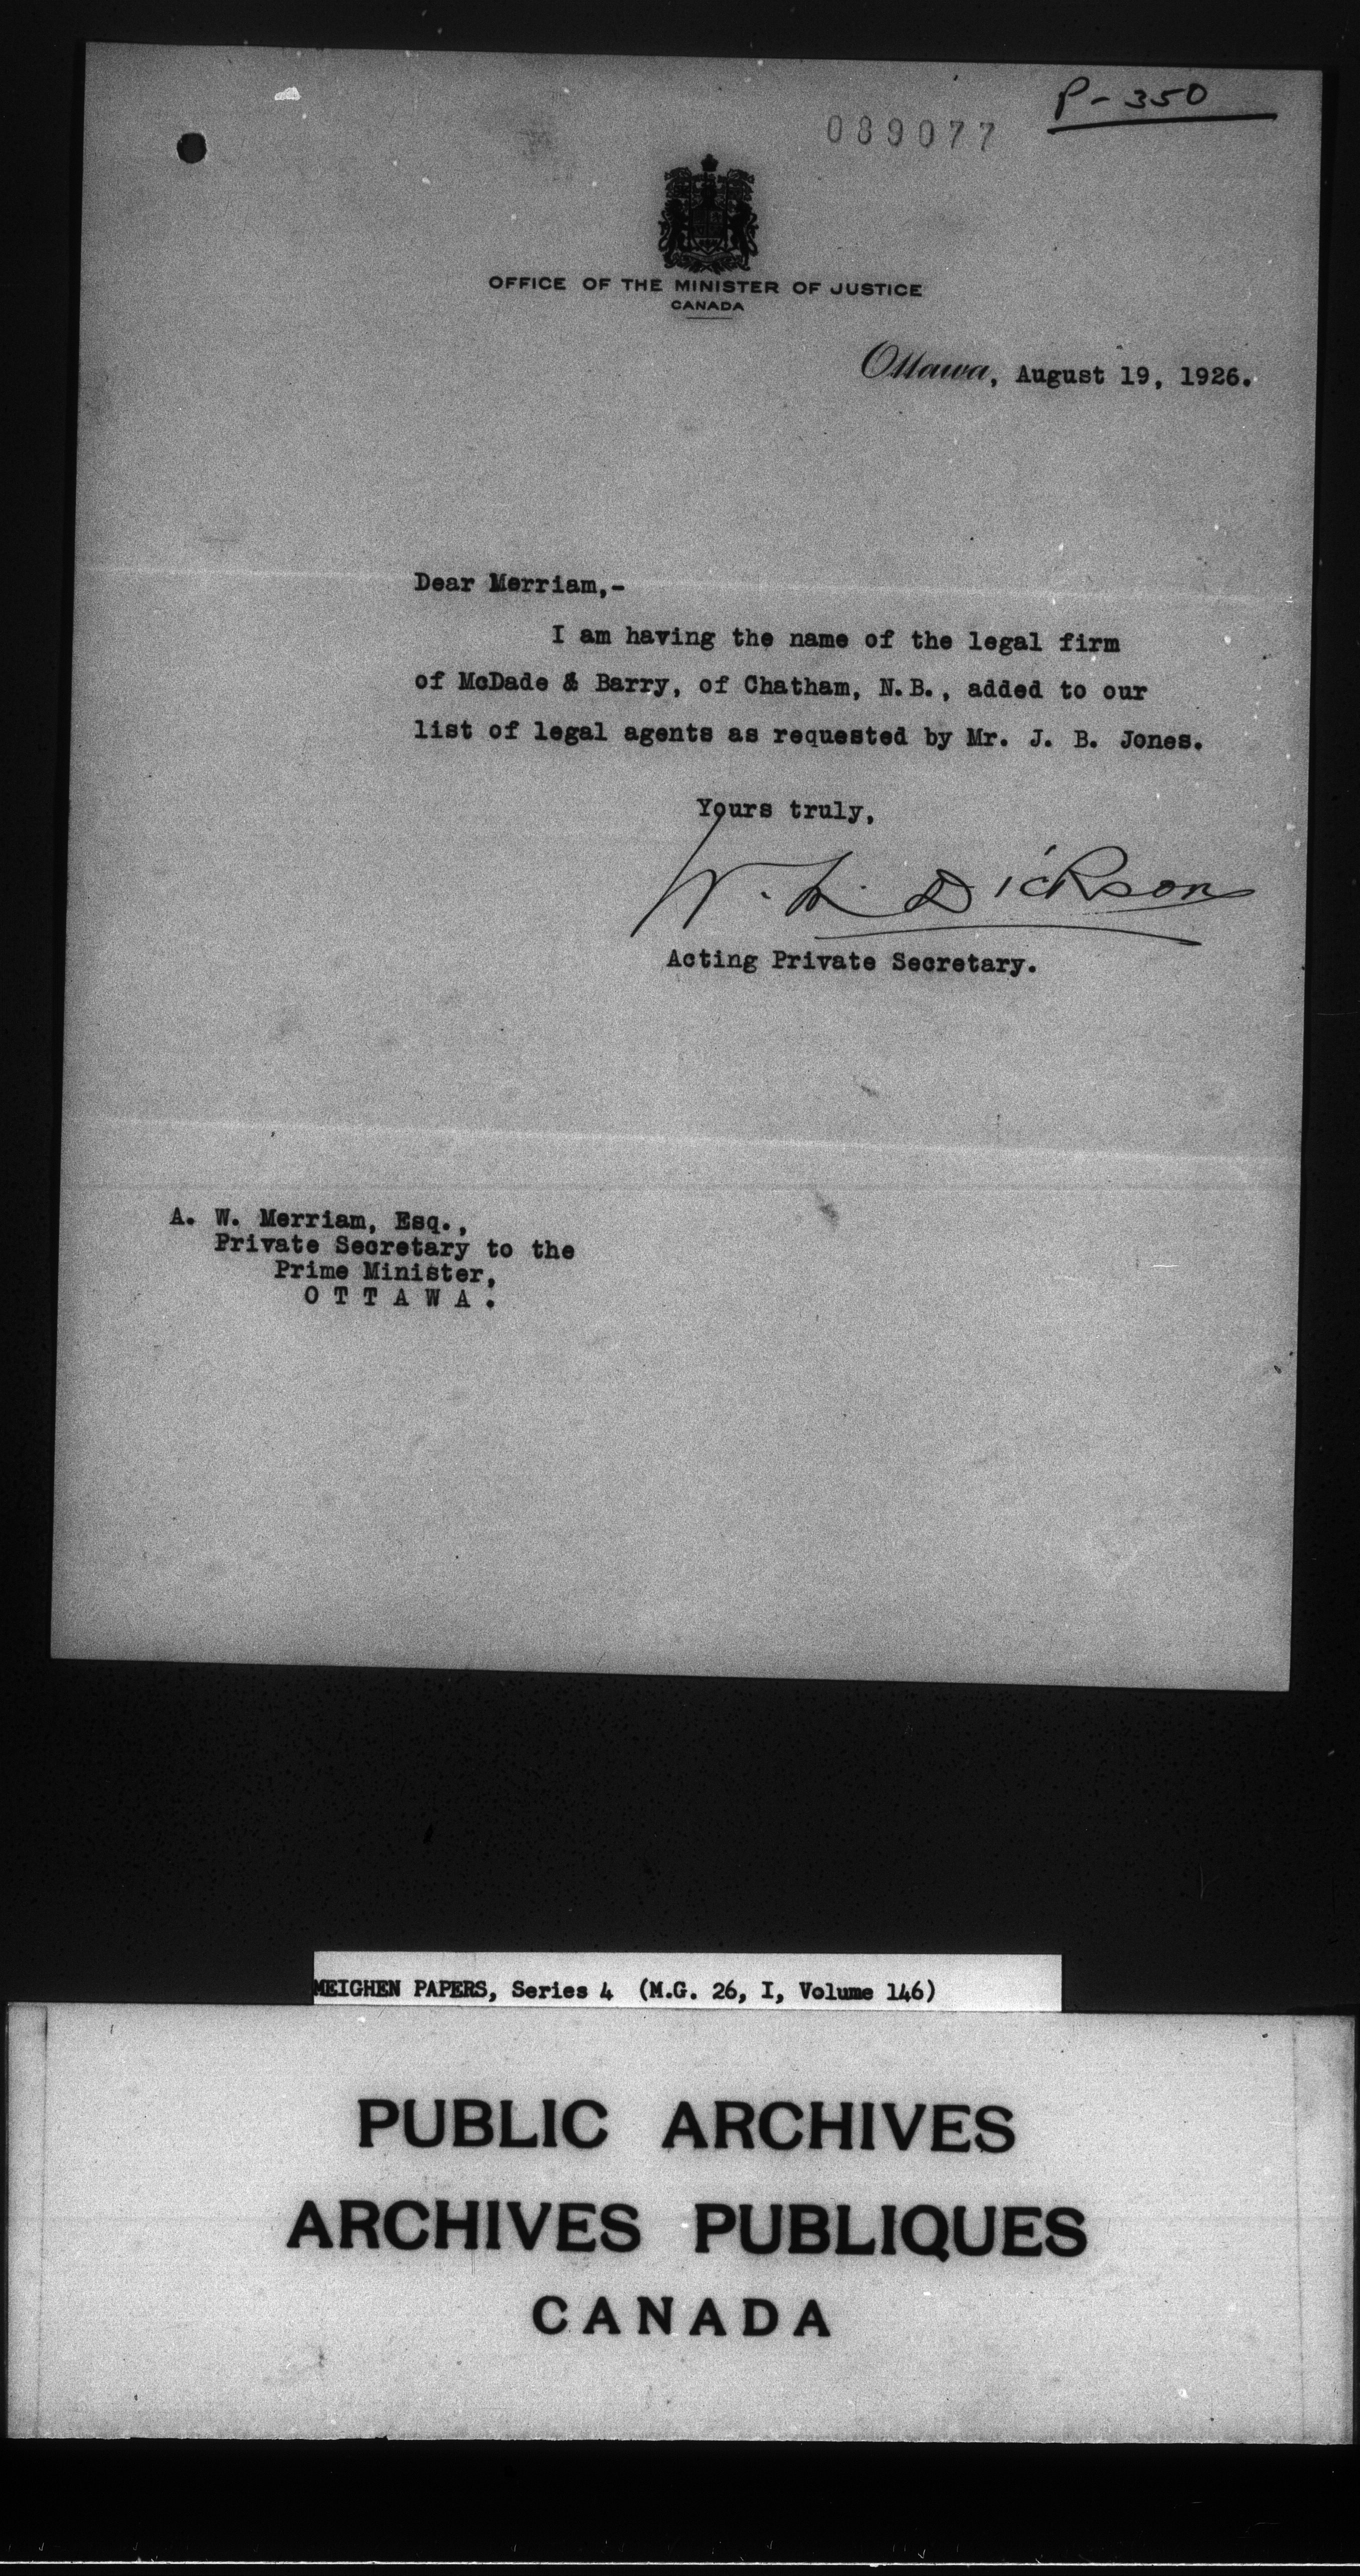 P-350
089077
OFFICE OF THE MINISTER OF JUSTICE
CANADA
Ottawa, August 19, 1926.
Dear Merriam,-
I am having the name of the legal firm
of McDade & Barry, of Chatham, N.B., added to our
list of legal agents as requested by Mr. J. B. Jones.
Yours truly,
W. L. Dickson
Acting Private Secretary.
A. W. Merriam, Esq.,
Private Secretary to the
Prime Minister,
O T T A W A .
MEIGHEN PAPERS, Series 4 (M.G. 26, I, Volume 146)
PUBLIC ARCHIVES
ARCHIVES PUBLIQUES
CANADA